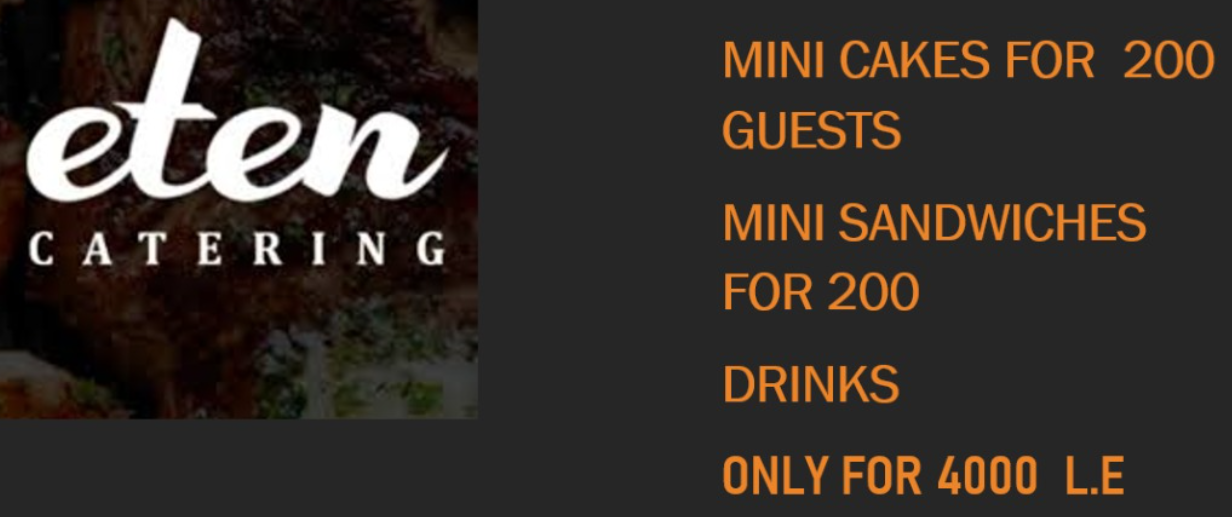 eten
CATERING
MINI CAKES FOR  200
GUESTS
MINI SANDWICHES
FOR 200
DRINKS
ONLY FOR 4000  L.E